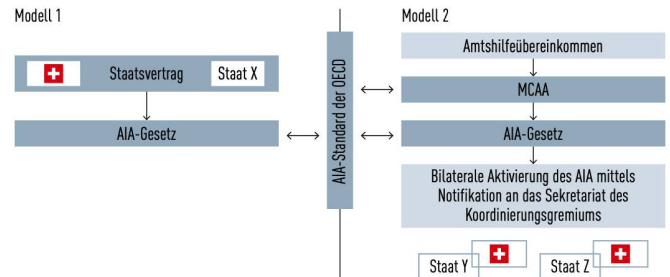 Modell 1
Staatsvertrag
Staat X
AIA-Gesetz
AIA-Standard der OECD
Modell 2
Amtshilfeübereinkommen
MCAA
AIA-Gesetz
Bilaterale Aktivierung des AIA mittels
Notifikation an das Sekretariat des
Koordinierungsgremiums
Staat Y
Staat Z